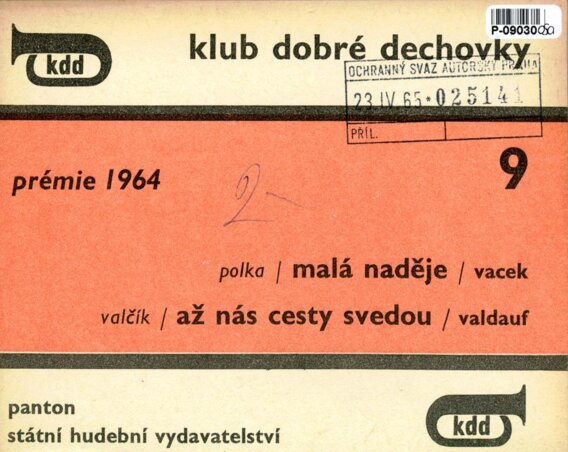 P-09030
kdd
klub dobré dechovky
OCHRANNÝ SVAZ AUTORSKÝ PRAHA
23 IV. 65 * 025141
PŘÍL.
prémie 1964
9
2-
polka / malá naděje / vacek
valčík / až nás cesty svedou / valdauf
panton
státní hudební vydavatelství
kdd